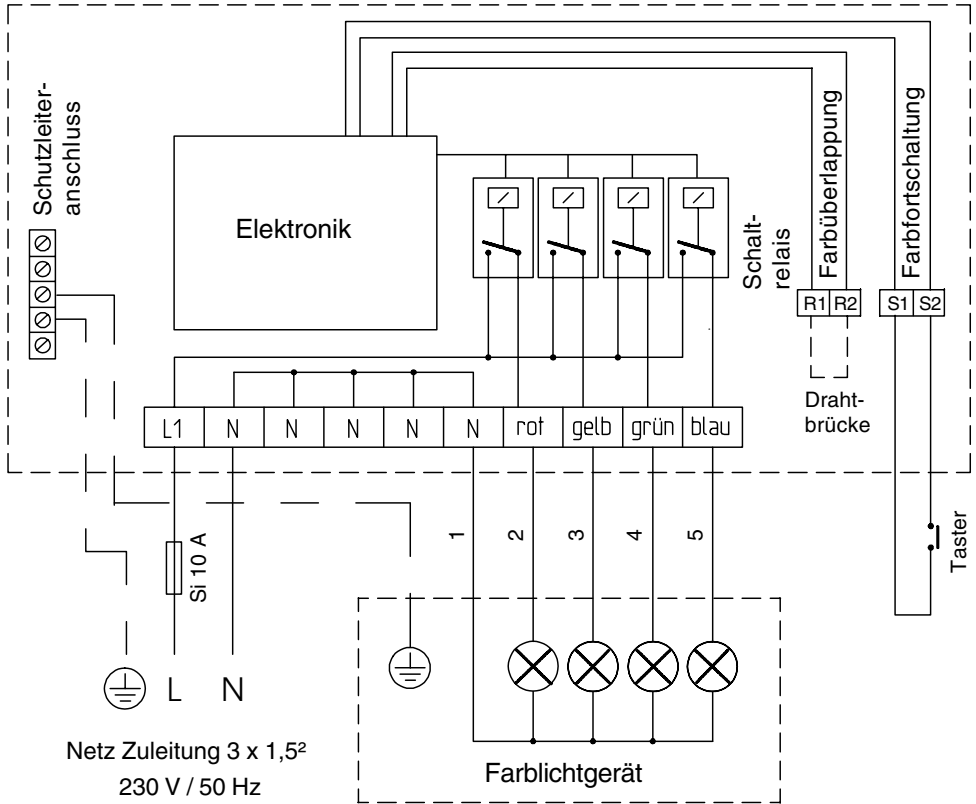 Schutzleiter-
anschluss
Elektronik
Schalt-
relais
Farbüberlappung
Farbfortschaltung
R1 R2
S1 S2
Draht-
brücke
L1 N N N N N rot gelb grün blau
1 2 3 4 5
Si 10 A
Taster
L N
Netz Zuleitung 3 x 1,5²
230 V / 50 Hz
Farblichtgerät